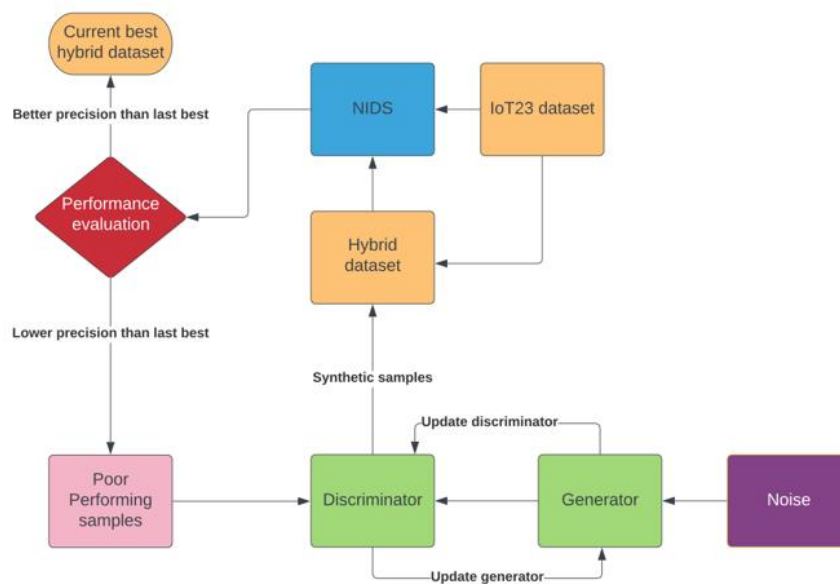 Current best
hybrid dataset
Better precision than last best
NIDS
IoT23 dataset
Performance
evaluation
Hybrid
dataset
Lower precision than last best
Synthetic samples
Update discriminator
Poor
Performing
samples
Discriminator
Generator
Noise
Update generator